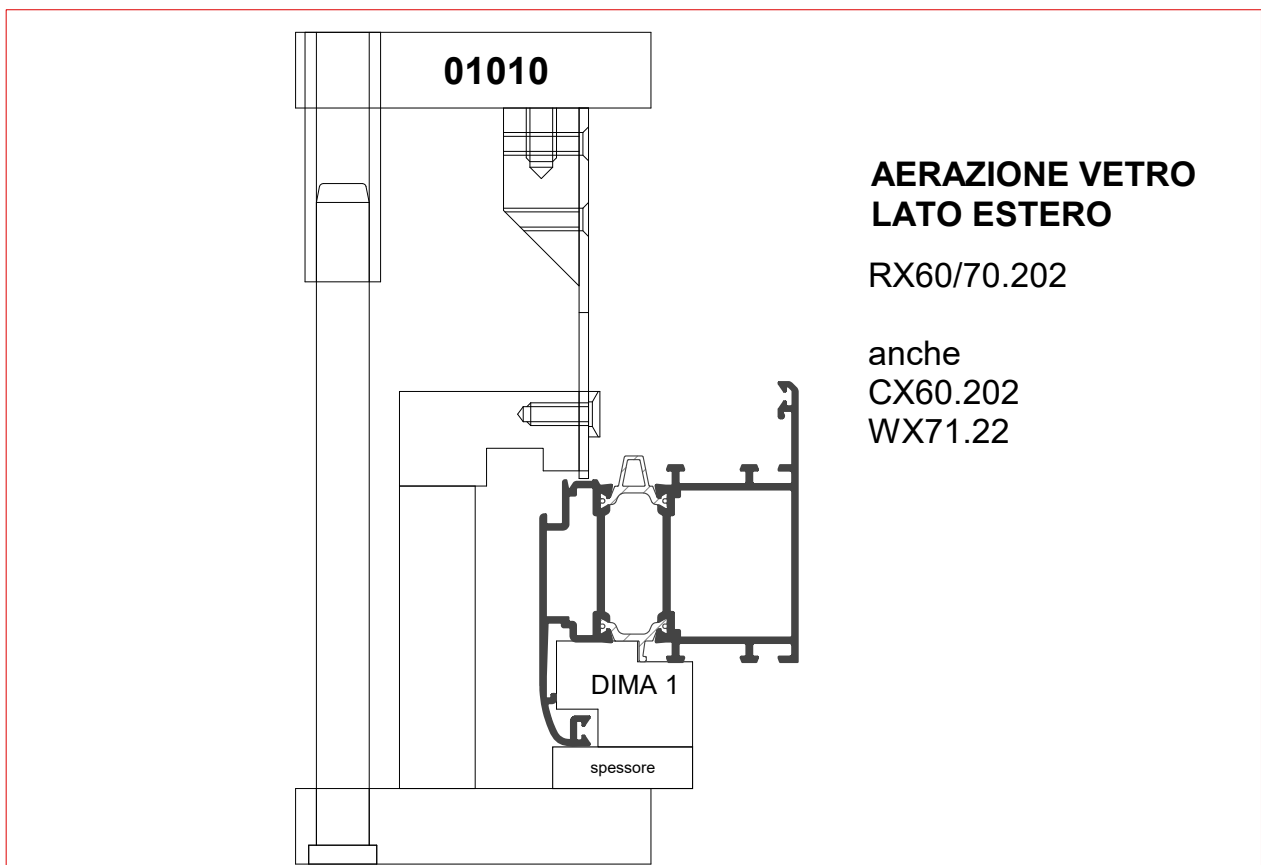 01010
AERAZIONE VETRO
LATO ESTERO
RX60/70.202
anche
CX60.202
WX71.22
DIMA 1
spessore